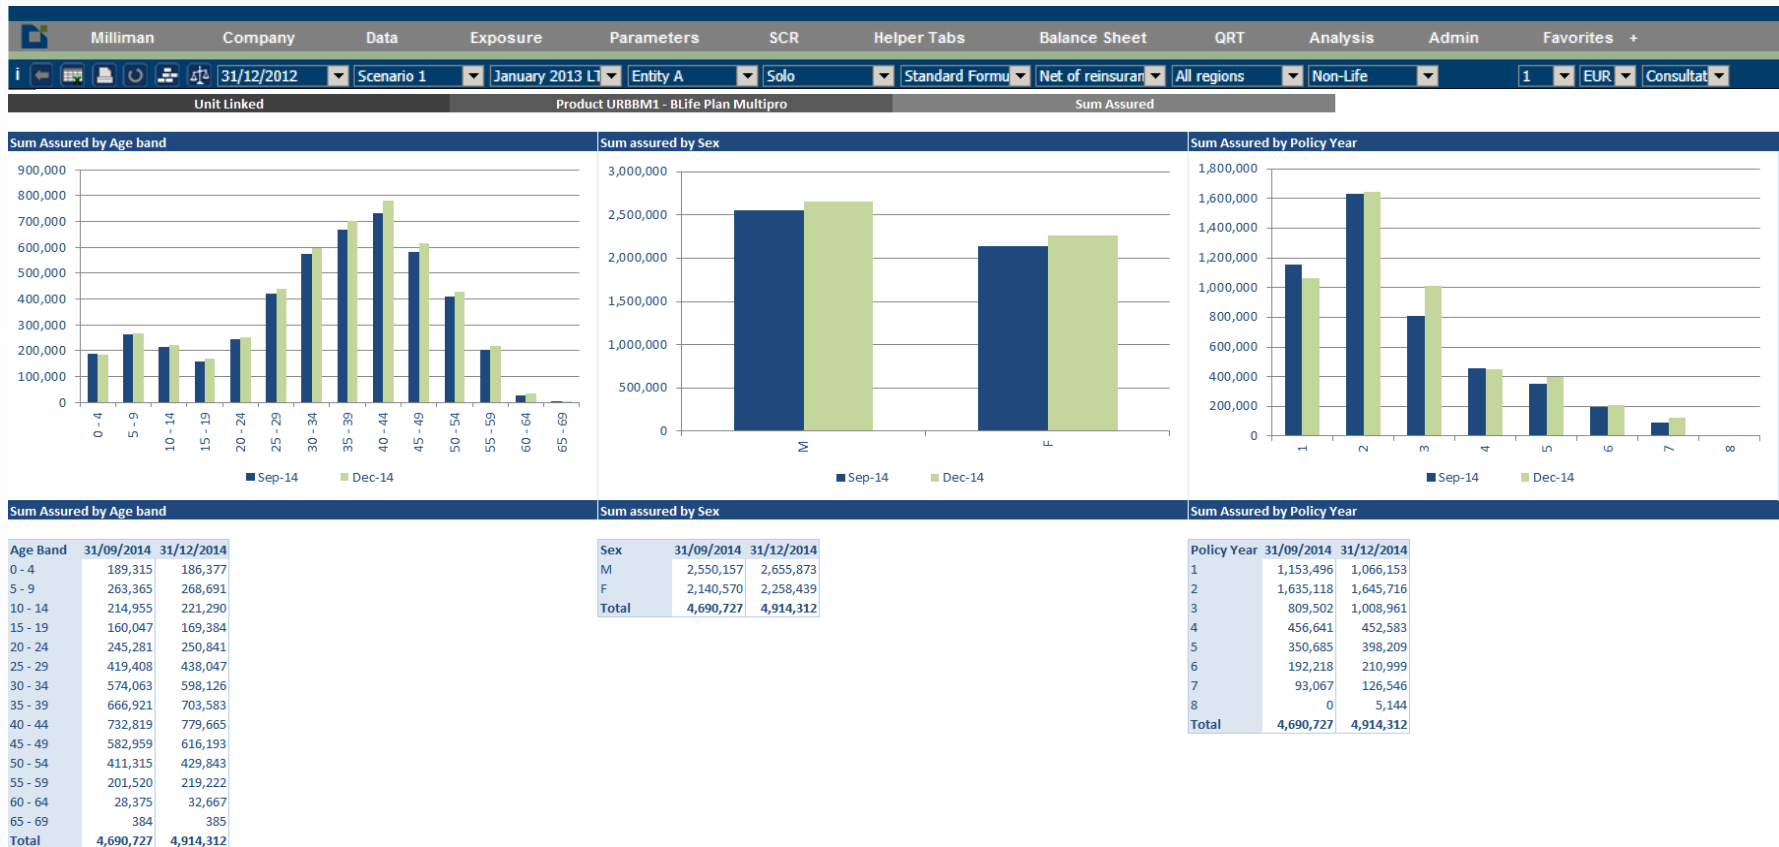 Milliman Company Data Exposure Parameters SCR Helper Tabs Balance Sheet QRT Analysis Admin Favorites +
i 31/12/2012 Scenario 1 January 2013 LT Entity A Solo Standard Formu Net of reinsuran All regions Non-Life 1 EUR Consultat
Unit Linked Product URBBM1 - BLife Plan Multipro Sum Assured
Sum Assured by Age band
900,000
800,000
700,000
600,000
500,000
400,000
300,000
200,000
100,000
0
0 - 4 5 - 9 10 - 14 15 - 19 20 - 24 25 - 29 30 - 34 35 - 39 40 - 44 45 - 49 50 - 54 55 - 59 60 - 64 65 - 69
Sep-14 Dec-14
Sum assured by Sex
3,000,000
2,500,000
2,000,000
1,500,000
1,000,000
500,000
0
M F
Sep-14 Dec-14
Sum Assured by Policy Year
1,800,000
1,600,000
1,400,000
1,200,000
1,000,000
800,000
600,000
400,000
200,000
0
1 2 3 4 5 6 7 8
Sep-14 Dec-14
Sum Assured by Age band
Age Band 31/09/2014 31/12/2014
0 - 4 189,315 186,377
5 - 9 263,365 268,691
10 - 14 214,955 221,290
15 - 19 160,047 169,384
20 - 24 245,281 250,841
25 - 29 419,408 438,047
30 - 34 574,063 598,126
35 - 39 666,921 703,583
40 - 44 732,819 779,665
45 - 49 582,959 616,193
50 - 54 411,315 429,843
55 - 59 201,520 219,222
60 - 64 28,375 32,667
65 - 69 384 385
Total 4,690,727 4,914,312
Sum assured by Sex
Sex 31/09/2014 31/12/2014
M 2,550,157 2,655,873
F 2,140,570 2,258,439
Total 4,690,727 4,914,312
Sum Assured by Policy Year
Policy Year 31/09/2014 31/12/2014
1 1,153,496 1,066,153
2 1,635,118 1,645,716
3 809,502 1,008,961
4 456,641 452,583
5 350,685 398,209
6 192,218 210,999
7 93,067 126,546
8 0 5,144
Total 4,690,727 4,914,312